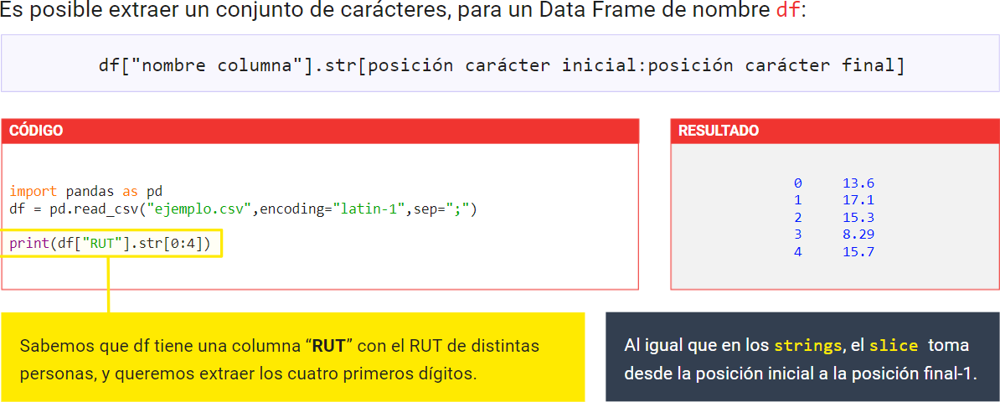 Es posible extraer un conjunto de carácteres, para un Data Frame de nombre df:
df["nombre columna"].str[posición carácter inicial:posición carácter final]
CÓDIGO
import pandas as pd
df = pd.read_csv("ejemplo.csv",encoding="latin-1",sep=";")
print(df["RUT"].str[0:4])
RESULTADO
0 13.6
1 17.1
2 15.3
3 8.29
4 15.7
Sabemos que df tiene una columna “RUT” con el RUT de distintas
personas, y queremos extraer los cuatro primeros dígitos.
Al igual que en los strings, el slice toma
desde la posición inicial a la posición final-1.